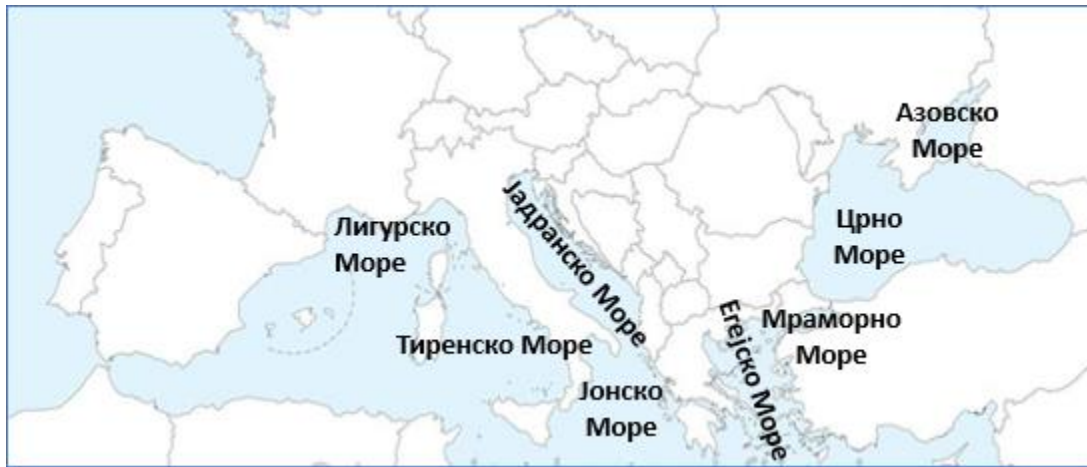 Азовско
Море
Јадранско Море
Лигурско
Море
Црно
Море
Егејско Море
Мраморно
Море
Тиренско Море
Јонско
Море